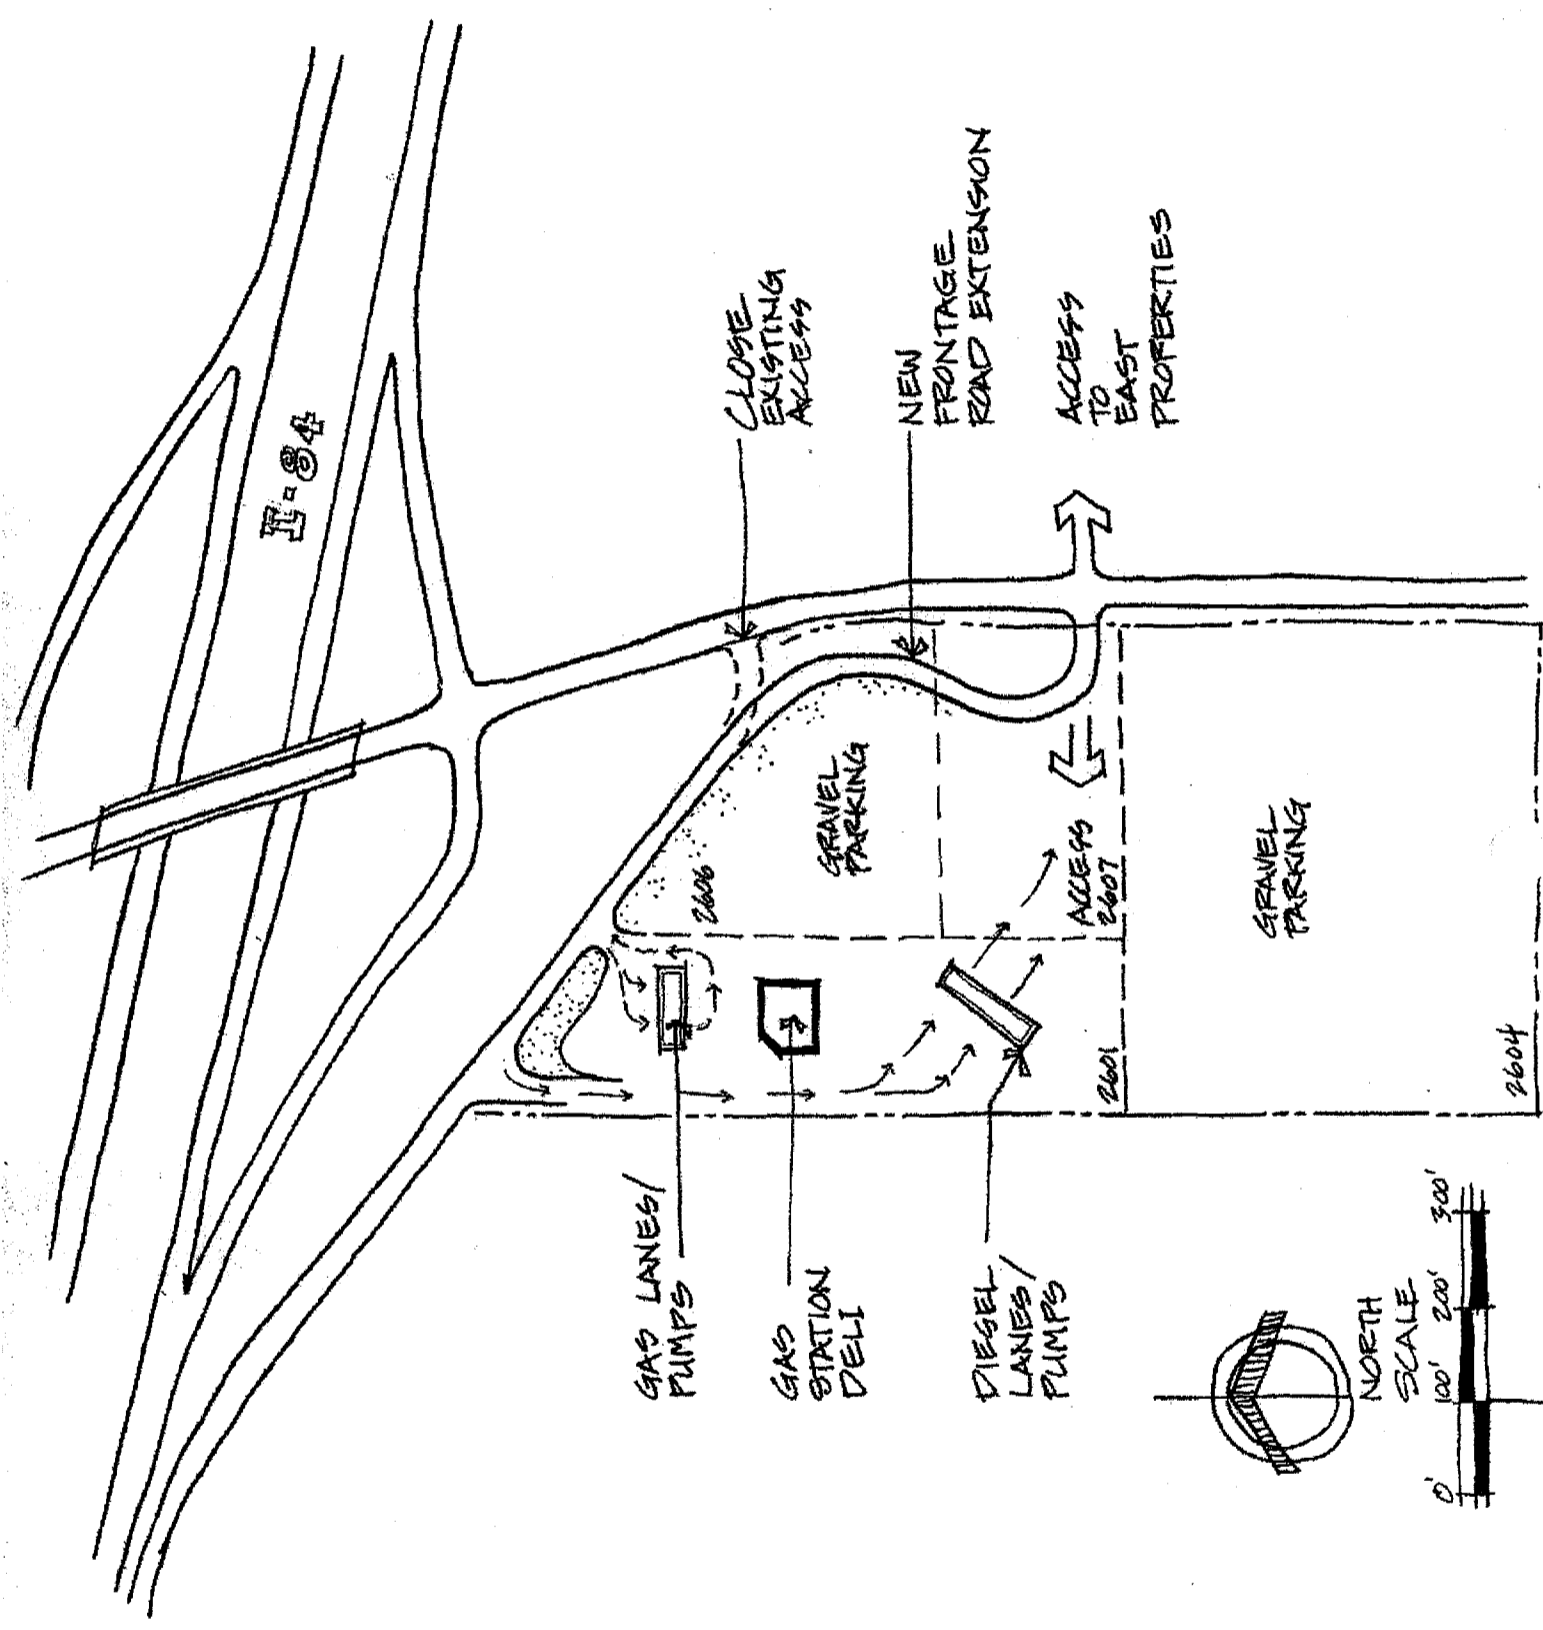 I-84
CLOSE
EXISTING
ACCESS
NEW
FRONTAGE
ROAD EXTENSION
ACCESS
TO
EAST
PROPERTIES
2606
GRAVEL
PARKING
ACCESS
2607
GRAVEL
PARKING
2601
2604
GAS LANES/
PUMPS
GAS
STATION
DELI
DIESEL
LANES/
PUMPS
NORTH
SCALE
0' 100' 200' 300'